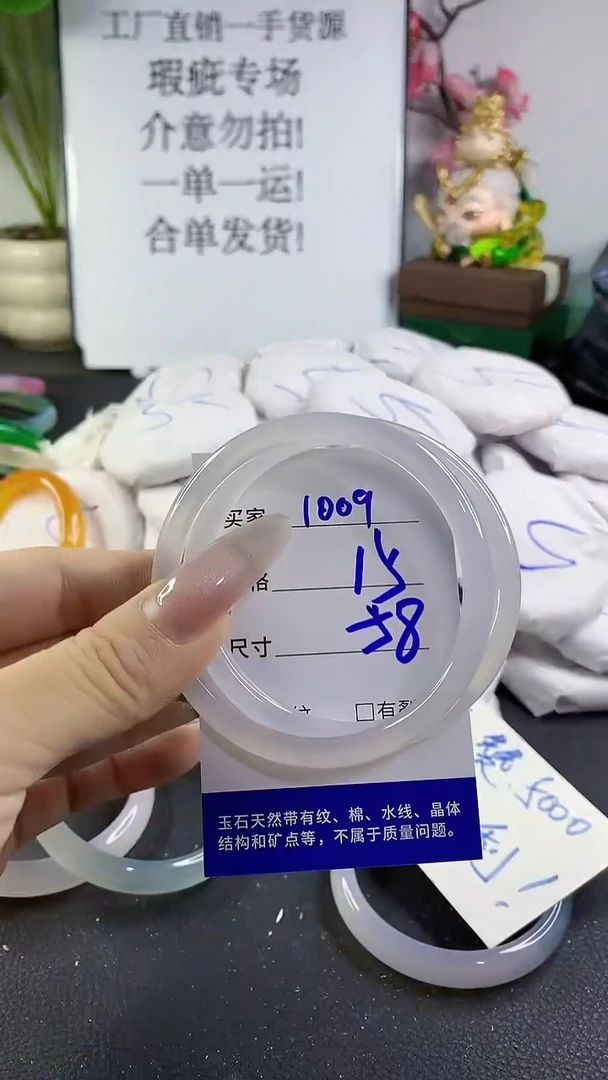 工厂直销一手货源
瑕疵专场
介意勿拍!
一单一运!
合单发货!
买家 1009
格 15
尺寸 58
□有裂
玉石天然带有纹、棉、水线、晶体
结构和矿点等，不属于质量问题。
5000